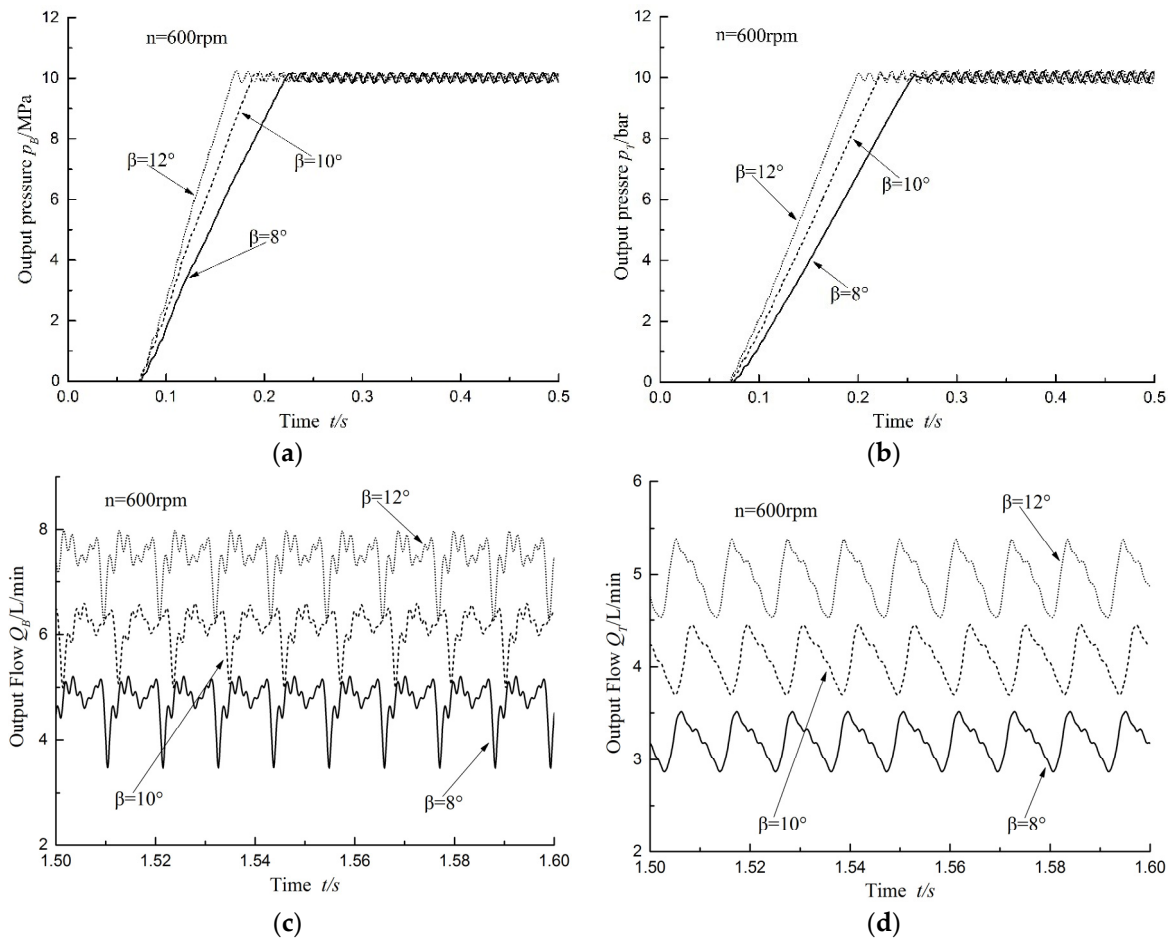 n=600rpm
Output pressure p_B/MPa
12
10
8
6
4
2
0
β=12°
β=10°
β=8°
0.0 0.1 0.2 0.3 0.4 0.5
Time t/s
(a)
n=600rpm
Output pressre p_T/bar
12
10
8
6
4
2
0
β=12°
β=10°
β=8°
0.0 0.1 0.2 0.3 0.4 0.5
Time t/s
(b)
n=600rpm
β=12°
Output Flow Q_B/L/min
8
6
4
2
β=10°
β=8°
1.50 1.52 1.54 1.56 1.58 1.60
Time t/s
(c)
n=600rpm
β=12°
Output Flow Q_T/L/min
6
5
4
3
2
β=10°
β=8°
1.50 1.52 1.54 1.56 1.58 1.60
Time t/s
(d)